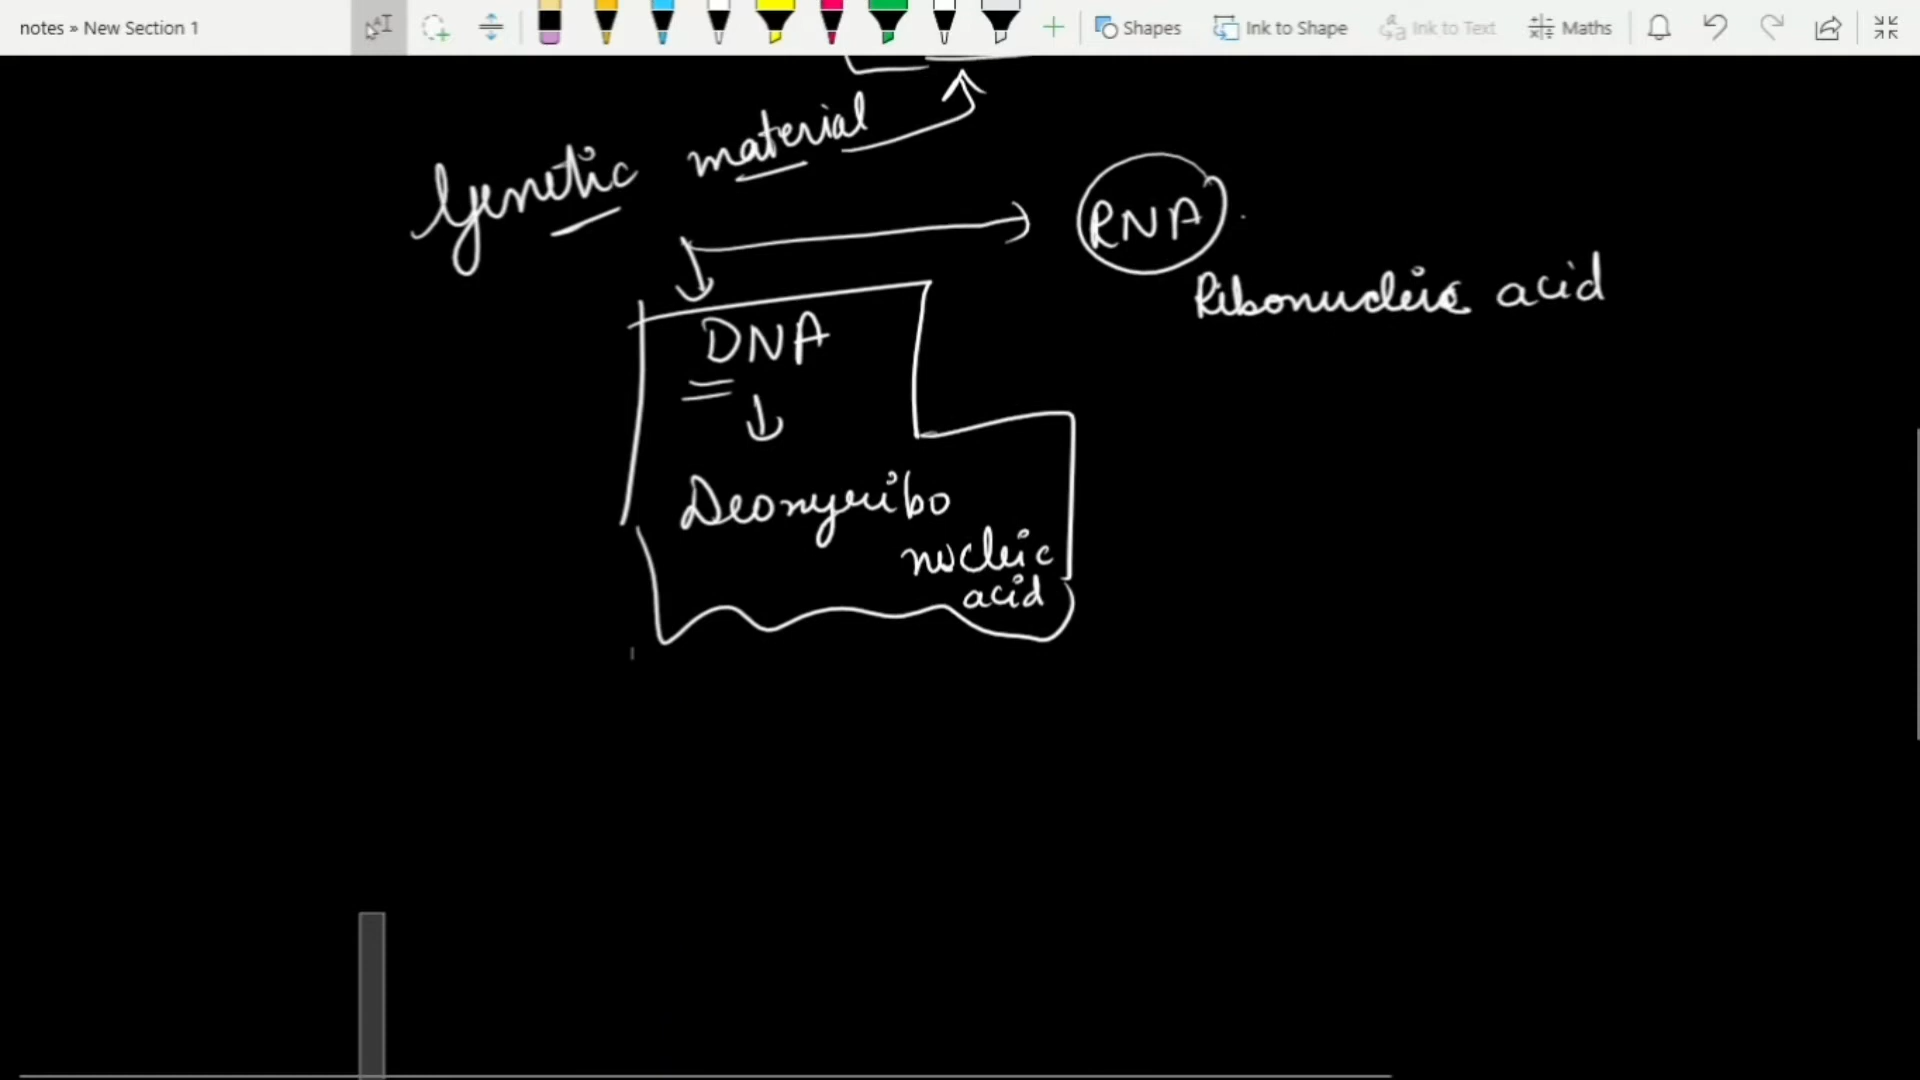 notes » New Section 1
Shapes
Ink to Shape
Ink to Text
Maths
Genetic material
RNA
Ribonucleic acid
DNA
Deoxyribo
nucleic
acid